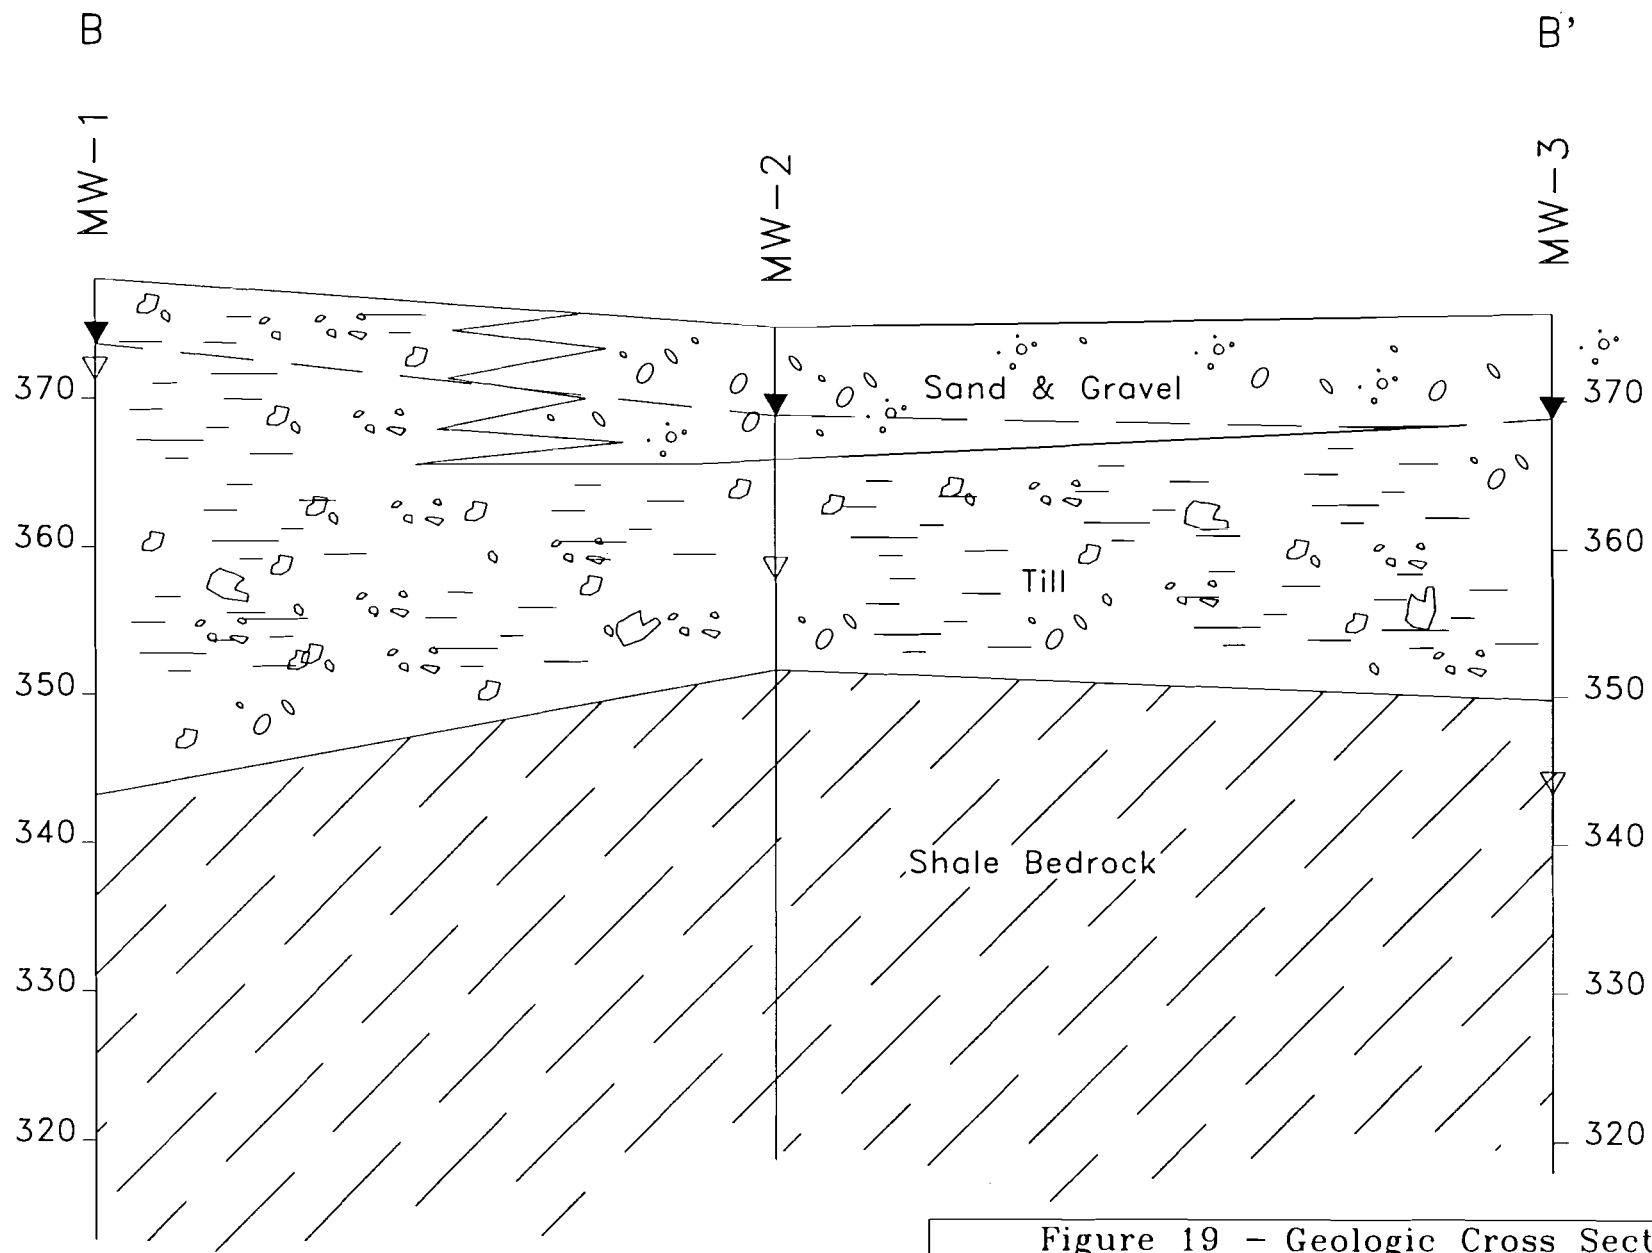 B
B'
MW-1
MW-2
MW-3
370
Sand & Gravel
370
360
360
Till
350
350
340
340
Shale Bedrock
330
330
320
320
Figure 19 - Geologic Cross Sect